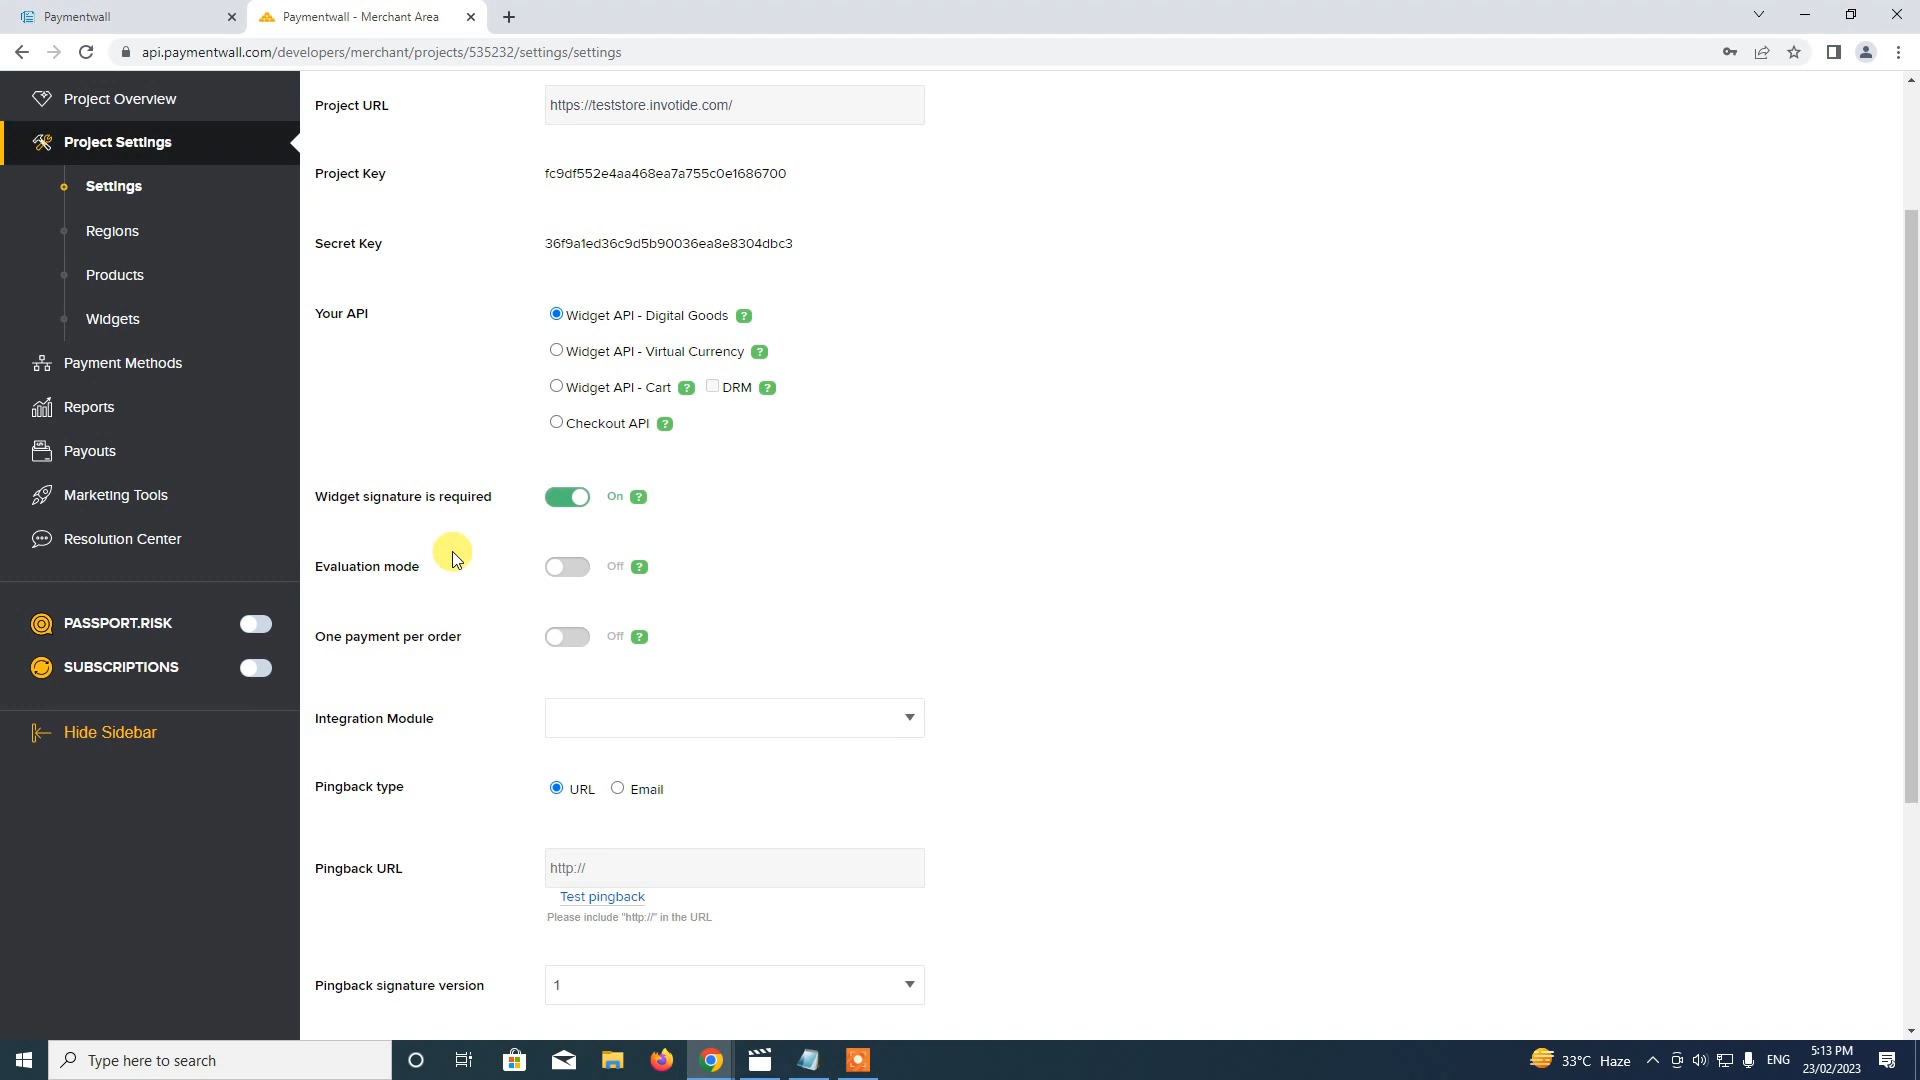 Paymentwall
Paymentwall - Merchant Area
api.paymentwall.com/developers/merchant/projects/535232/settings/settings
Project Overview
Project Settings
Settings
Regions
Products
Widgets
Payment Methods
Reports
Payouts
Marketing Tools
Resolution Center
PASSPORT.RISK
SUBSCRIPTIONS
Hide Sidebar
Project URL
https://teststore.invotide.com/
Project Key
fc9df552e4aa468ea7a755c0e1686700
Secret Key
36f9a1ed36c9d5b90036ea8e8304dbc3
Your API
Widget API - Digital Goods ?
Widget API - Virtual Currency ?
Widget API - Cart ? DRM ?
Checkout API ?
Widget signature is required
On ?
Evaluation mode
Off ?
One payment per order
Off ?
Integration Module
Pingback type
URL Email
Pingback URL
http://
Test pingback
Please include "http://" in the URL
Pingback signature version
1
Type here to search
33°C Haze
ENG
5:13 PM
23/02/2023